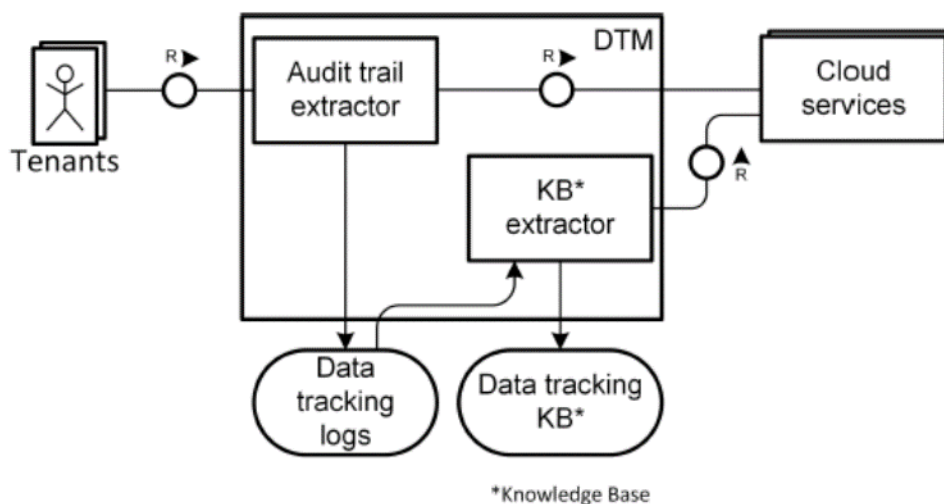 DTM
R
Audit trail
extractor
R
Cloud
services
Tenants
R
KB*
extractor
Data
tracking
logs
Data tracking
KB*
*Knowledge Base